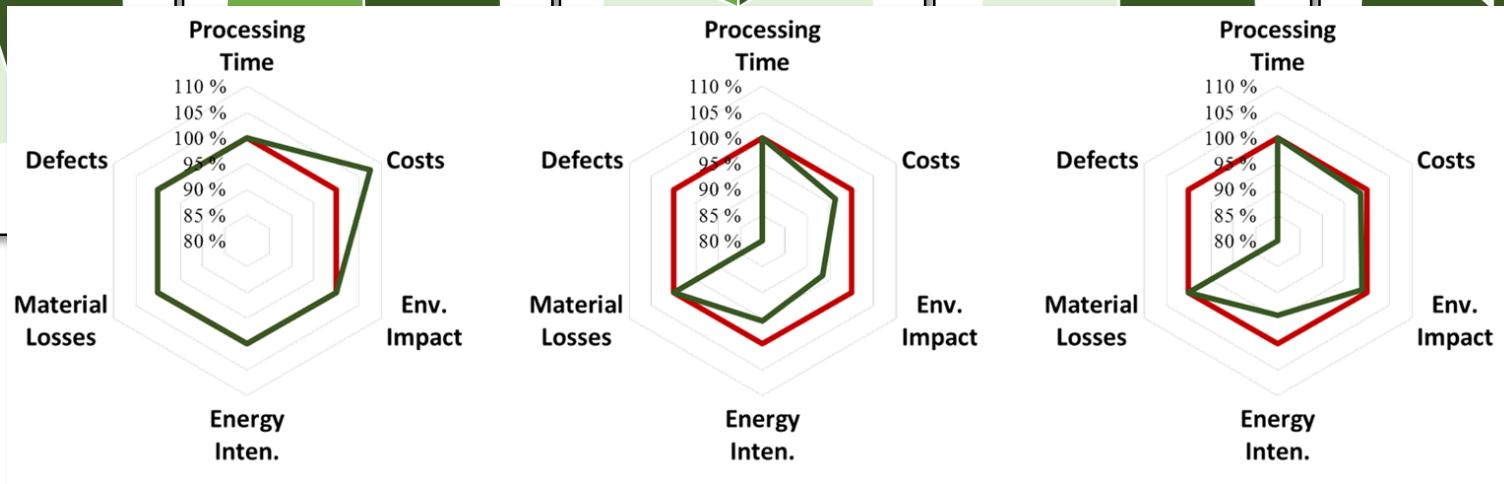 Processing
Time
110 %
105 %
100 %
95 %
90 %
85 %
80 %
Defects
Costs
Material
Losses
Env.
Impact
Energy
Inten.
Processing
Time
110 %
105 %
100 %
95 %
90 %
85 %
80 %
Defects
Costs
Material
Losses
Env.
Impact
Energy
Inten.
Processing
Time
110 %
105 %
100 %
95 %
90 %
85 %
80 %
Defects
Costs
Material
Losses
Env.
Impact
Energy
Inten.